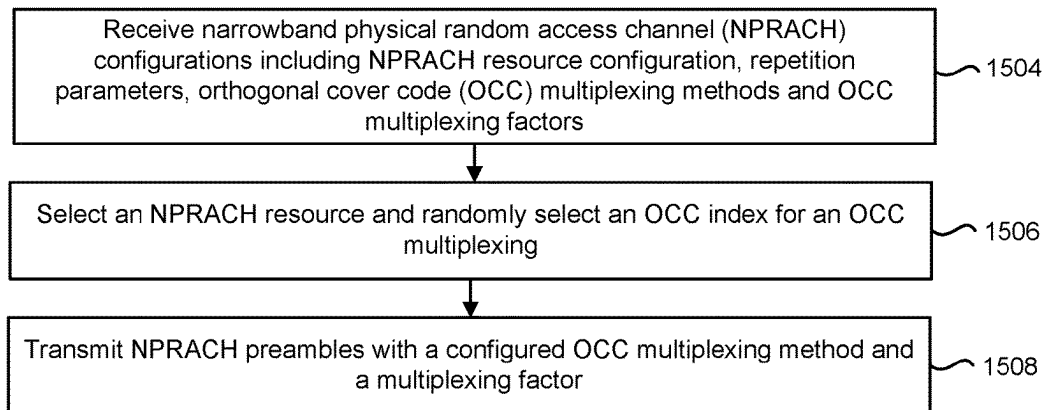 Receive narrowband physical random access channel (NPRACH)
configurations including NPRACH resource configuration, repetition
parameters, orthogonal cover code (OCC) multiplexing methods and OCC
multiplexing factors
1504
Select an NPRACH resource and randomly select an OCC index for an OCC
multiplexing
1506
Transmit NPRACH preambles with a configured OCC multiplexing method and
a multiplexing factor
1508